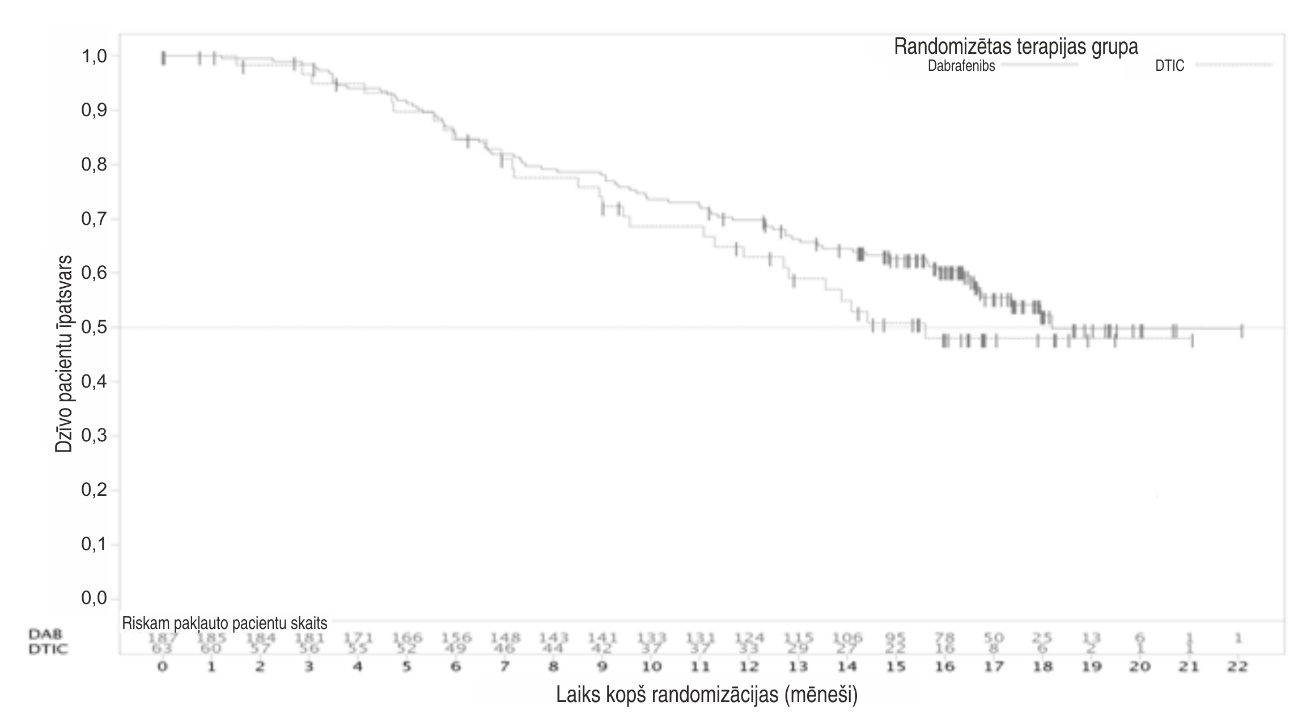 Randomizētas terapijas grupa
Dabrafenibs DTIC
Dzīvo pacientu īpatsvars
1,0
0,9
0,8
0,7
0,6
0,5
0,4
0,3
0,2
0,1
0,0
Riskam pakļauto pacientu skaits
DAB 187 185 184 181 171 166 156 148 143 141 133 131 124 115 106 95 78 50 25 13 6 1 1
DTIC 63 60 57 56 55 52 49 46 44 42 37 37 33 29 27 22 16 8 6 2 1 1
0 1 2 3 4 5 6 7 8 9 10 11 12 13 14 15 16 17 18 19 20 21 22
Laiks kopš randomizācijas (mēneši)